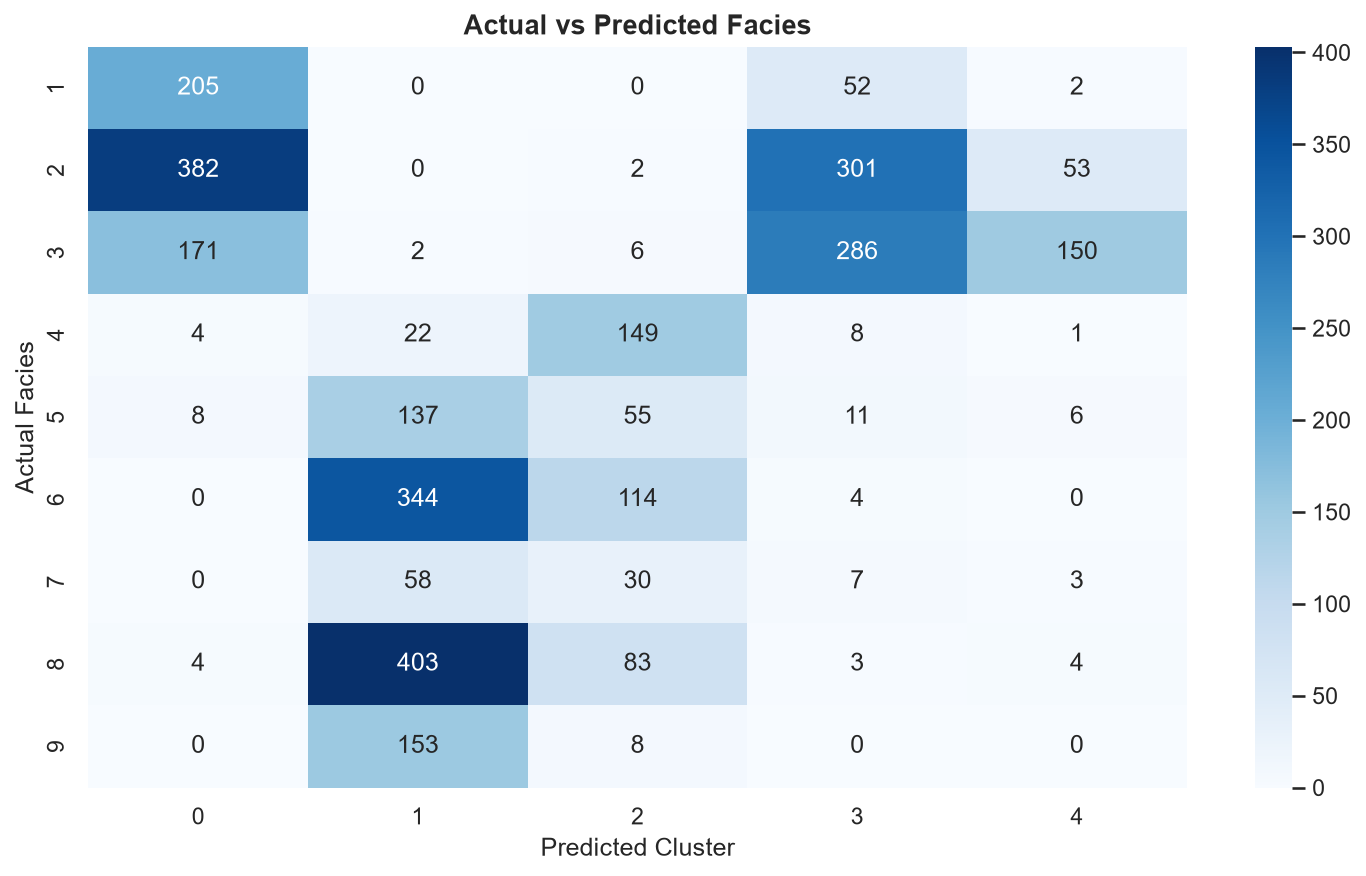 Actual vs Predicted Facies
1 205 0 0 52 2
2 382 0 2 301 53
3 171 2 6 286 150
4 4 22 149 8 1
5 8 137 55 11 6
6 0 344 114 4 0
7 0 58 30 7 3
8 4 403 83 3 4
9 0 153 8 0 0
0 1 2 3 4
Predicted Cluster
Actual Facies
400
350
300
250
200
150
100
50
0